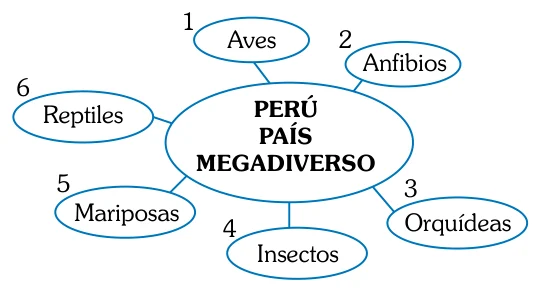 1
Aves
2
Anfibios
6
Reptiles
PERÚ
PAÍS
MEGADIVERSO
5
Mariposas
3
Orquídeas
4
Insectos